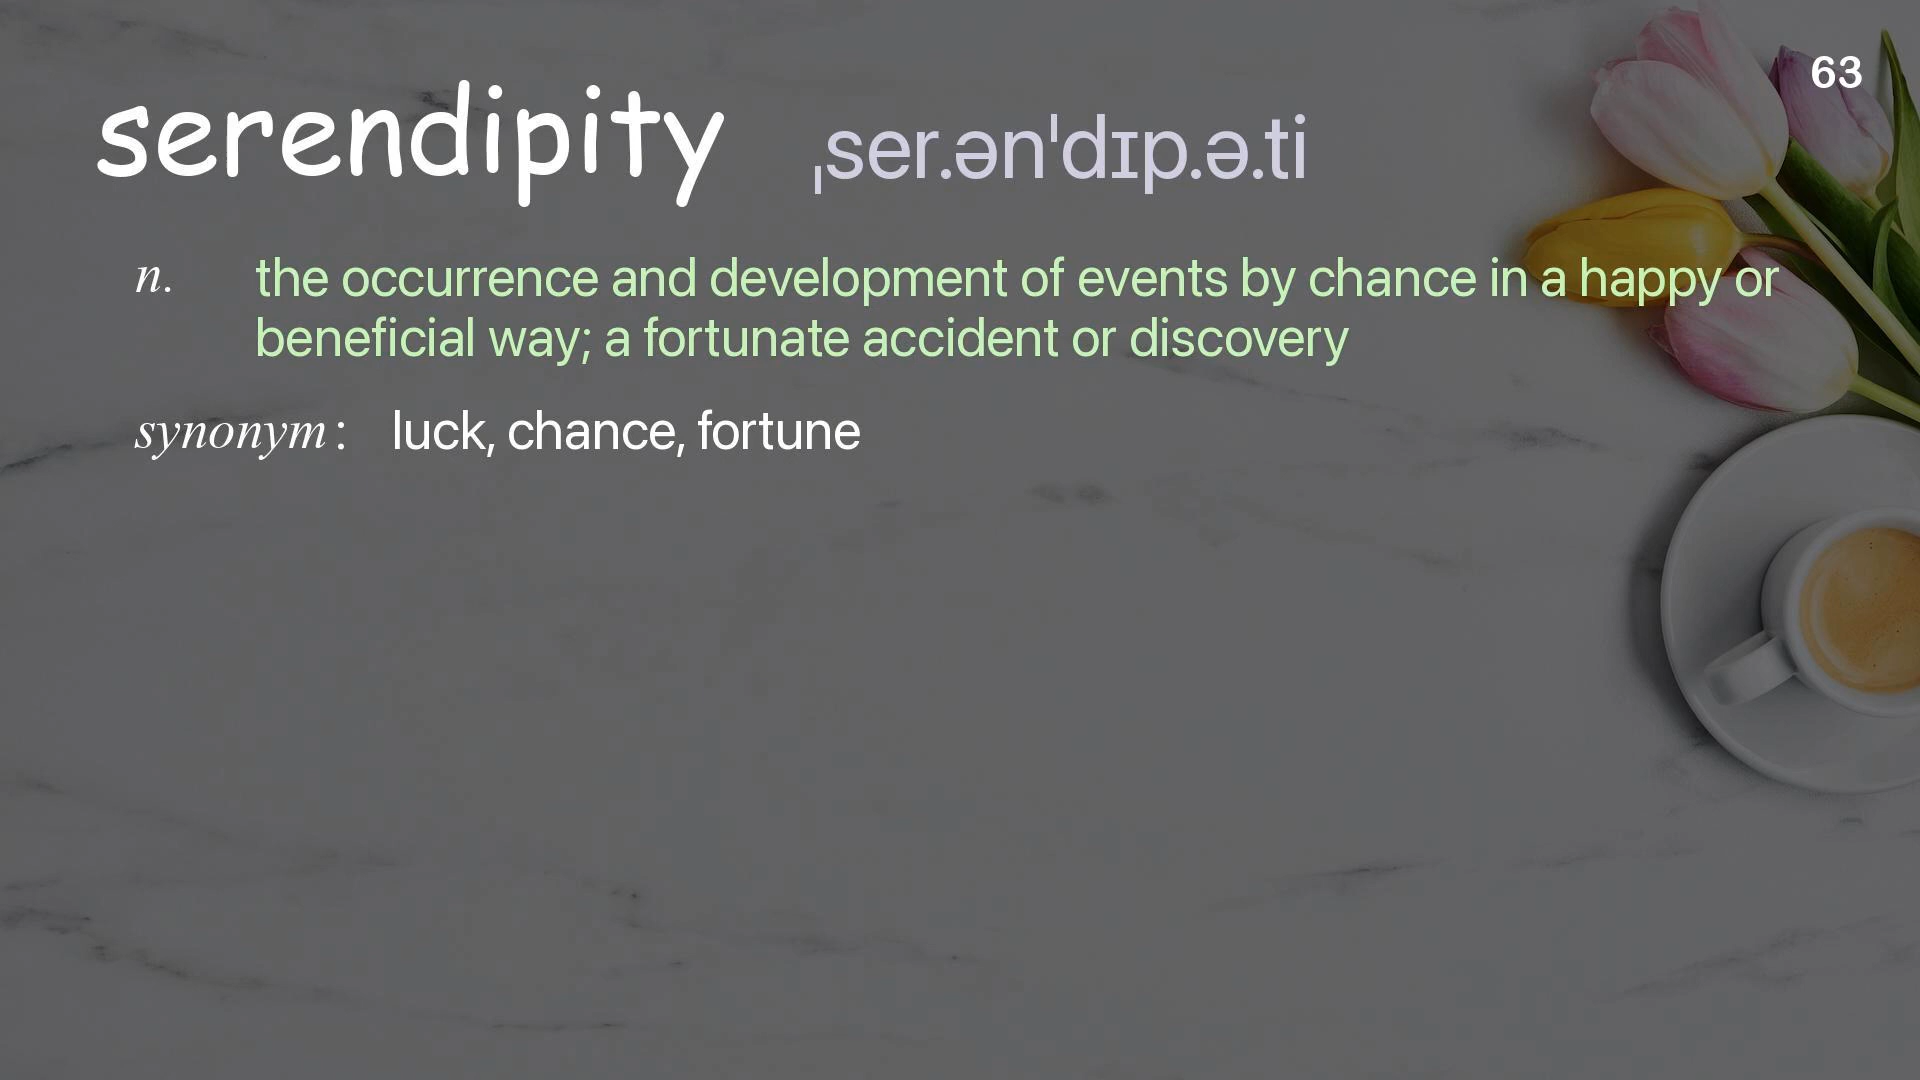 63
serendipity ˌser.ənˈdɪp.ə.ti
n. the occurrence and development of events by chance in a happy or
beneficial way; a fortunate accident or discovery
synonym: luck, chance, fortune